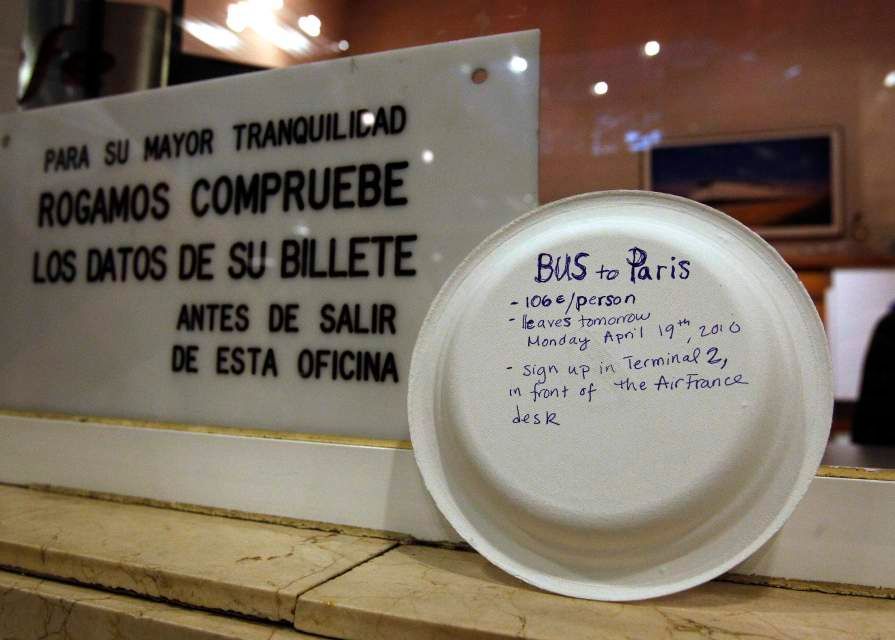 PARA SU MAYOR TRANQUILIDAD
ROGAMOS COMPRUEBE
LOS DATOS DE SU BILLETE
ANTES DE SALIR
DE ESTA OFICINA
BUS to Paris
- 106€/person
- leaves tomorrow
Monday April 19th, 2010
- sign up in Terminal 2,
in front of the AirFrance
desk